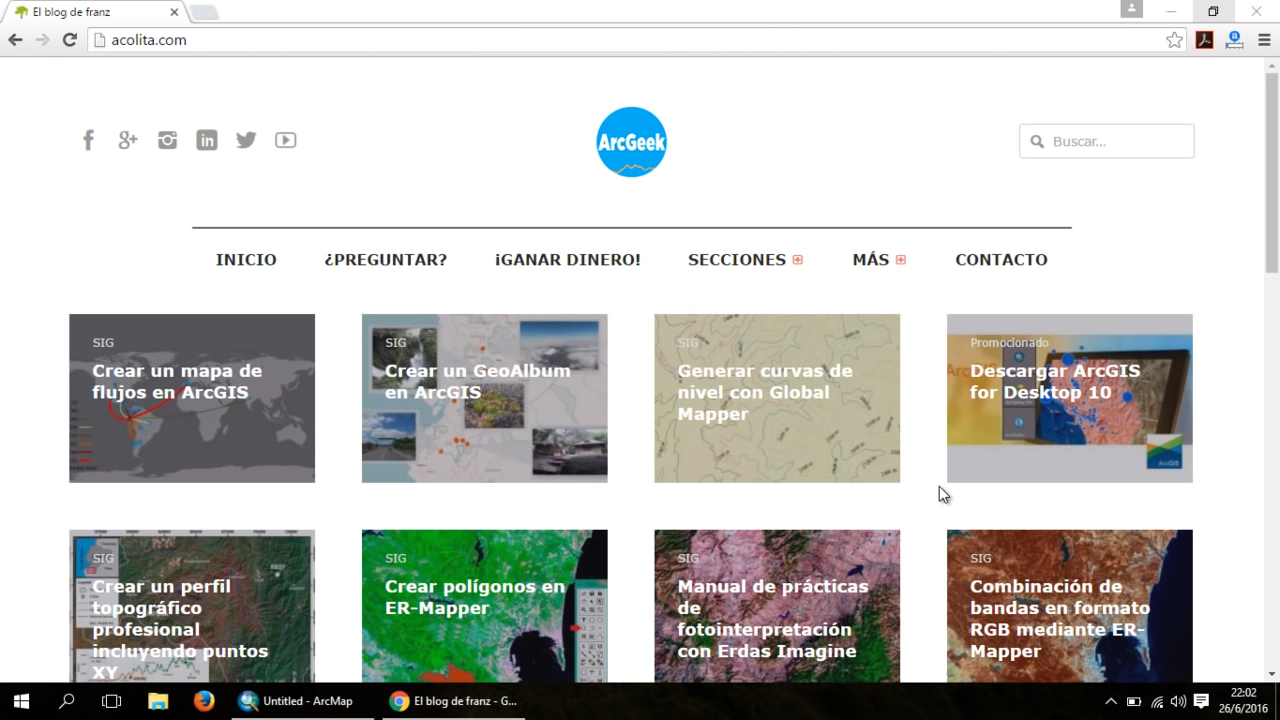 El blog de franz
acolita.com
ArcGeek
Buscar...
INICIO
¿PREGUNTAR?
¡GANAR DINERO!
SECCIONES
MÁS
CONTACTO
SIG
Crear un mapa de
flujos en ArcGIS
SIG
Crear un GeoAlbum
en ArcGIS
SIG
Generar curvas de
nivel con Global
Mapper
Promocionado
Descargar ArcGIS
for Desktop 10
ArcGIS
SIG
Crear un perfil
topográfico
profesional
incluyendo puntos
XY
SIG
Crear polígonos en
ER-Mapper
SIG
Manual de prácticas
de
fotointerpretación
con Erdas Imagine
SIG
Combinación de
bandas en formato
RGB mediante ER-
Mapper
Untitled - ArcMap
El blog de franz - G...
22:02
26/6/2016